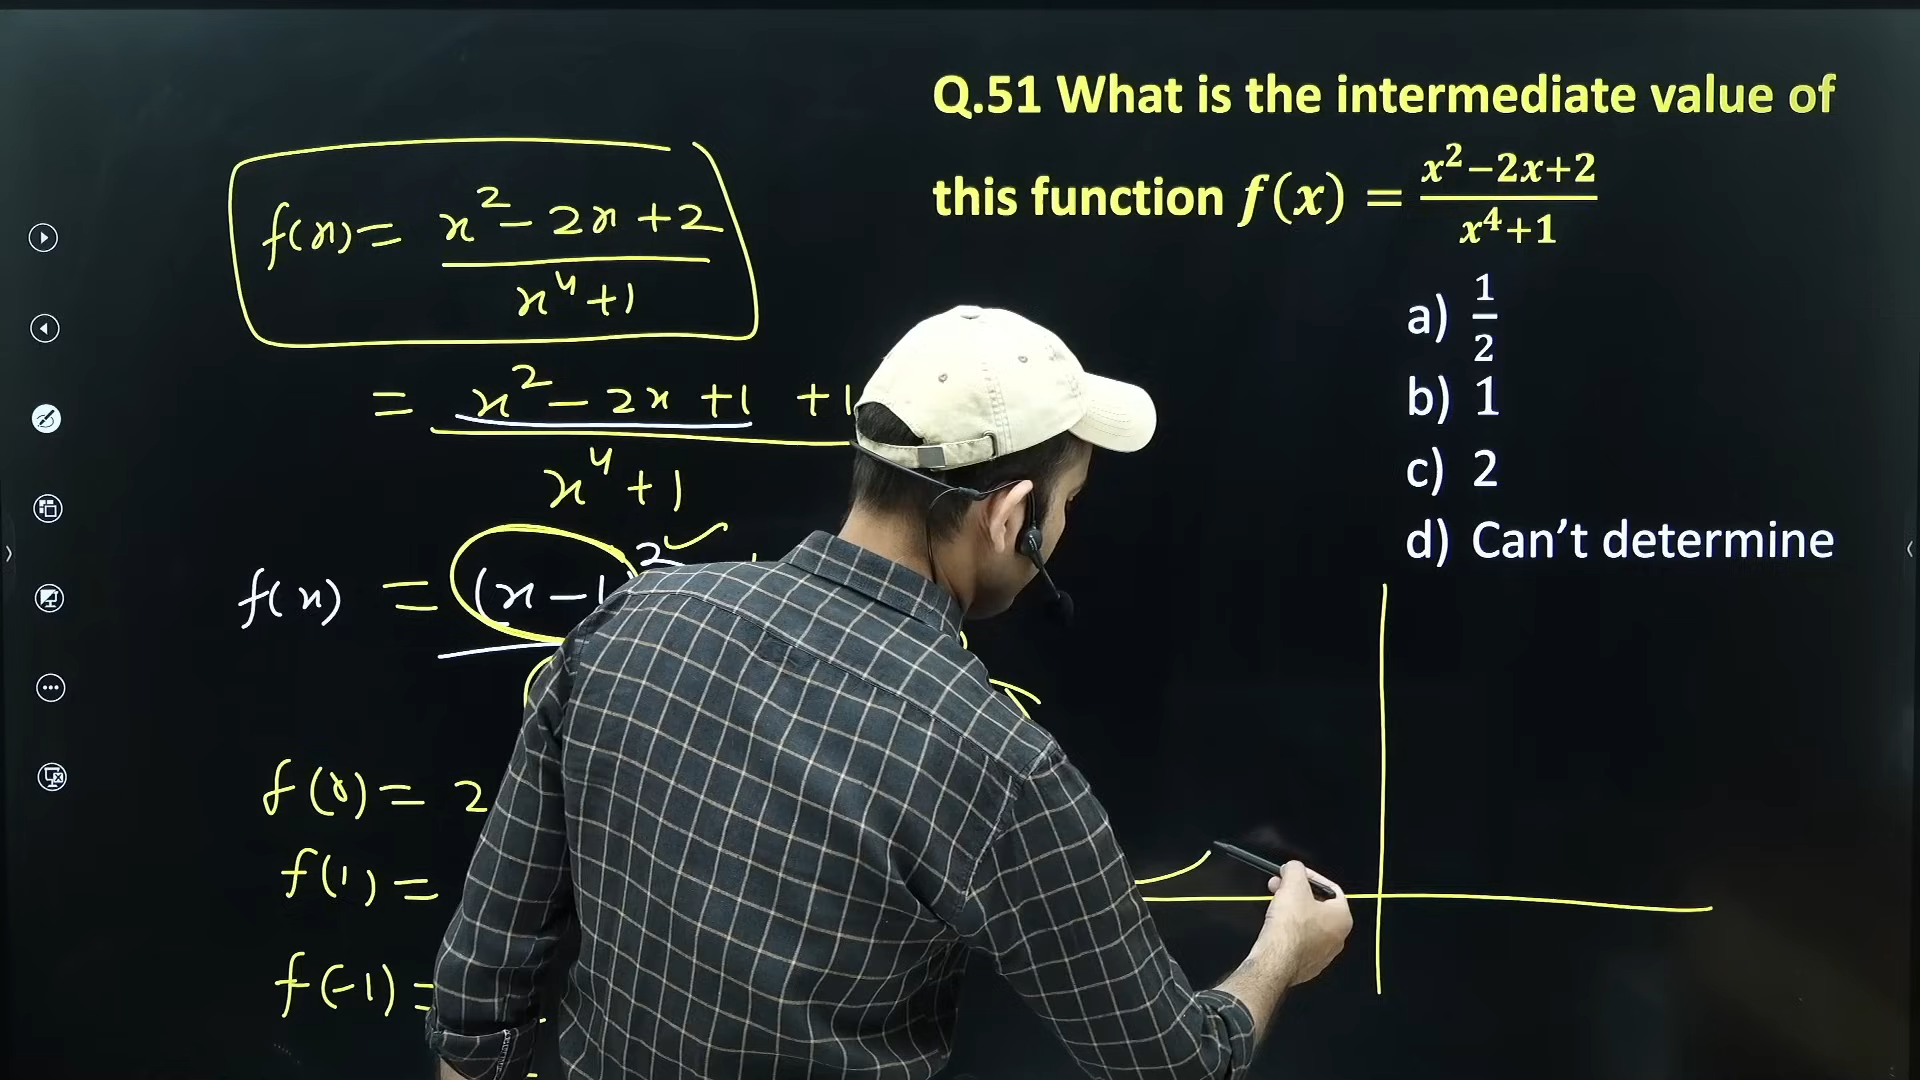 Q.51 What is the intermediate value of
this function f(x) = x²−2x+2 / x⁴+1
a) 1/2
b) 1
c) 2
d) Can't determine
f(x) = x² − 2x + 2 / x⁴ + 1
= x² − 2x + 1 + 1 / x⁴ + 1
f(x) = (x − 1)²
f(0) = 2
f(1) =
f(-1) =